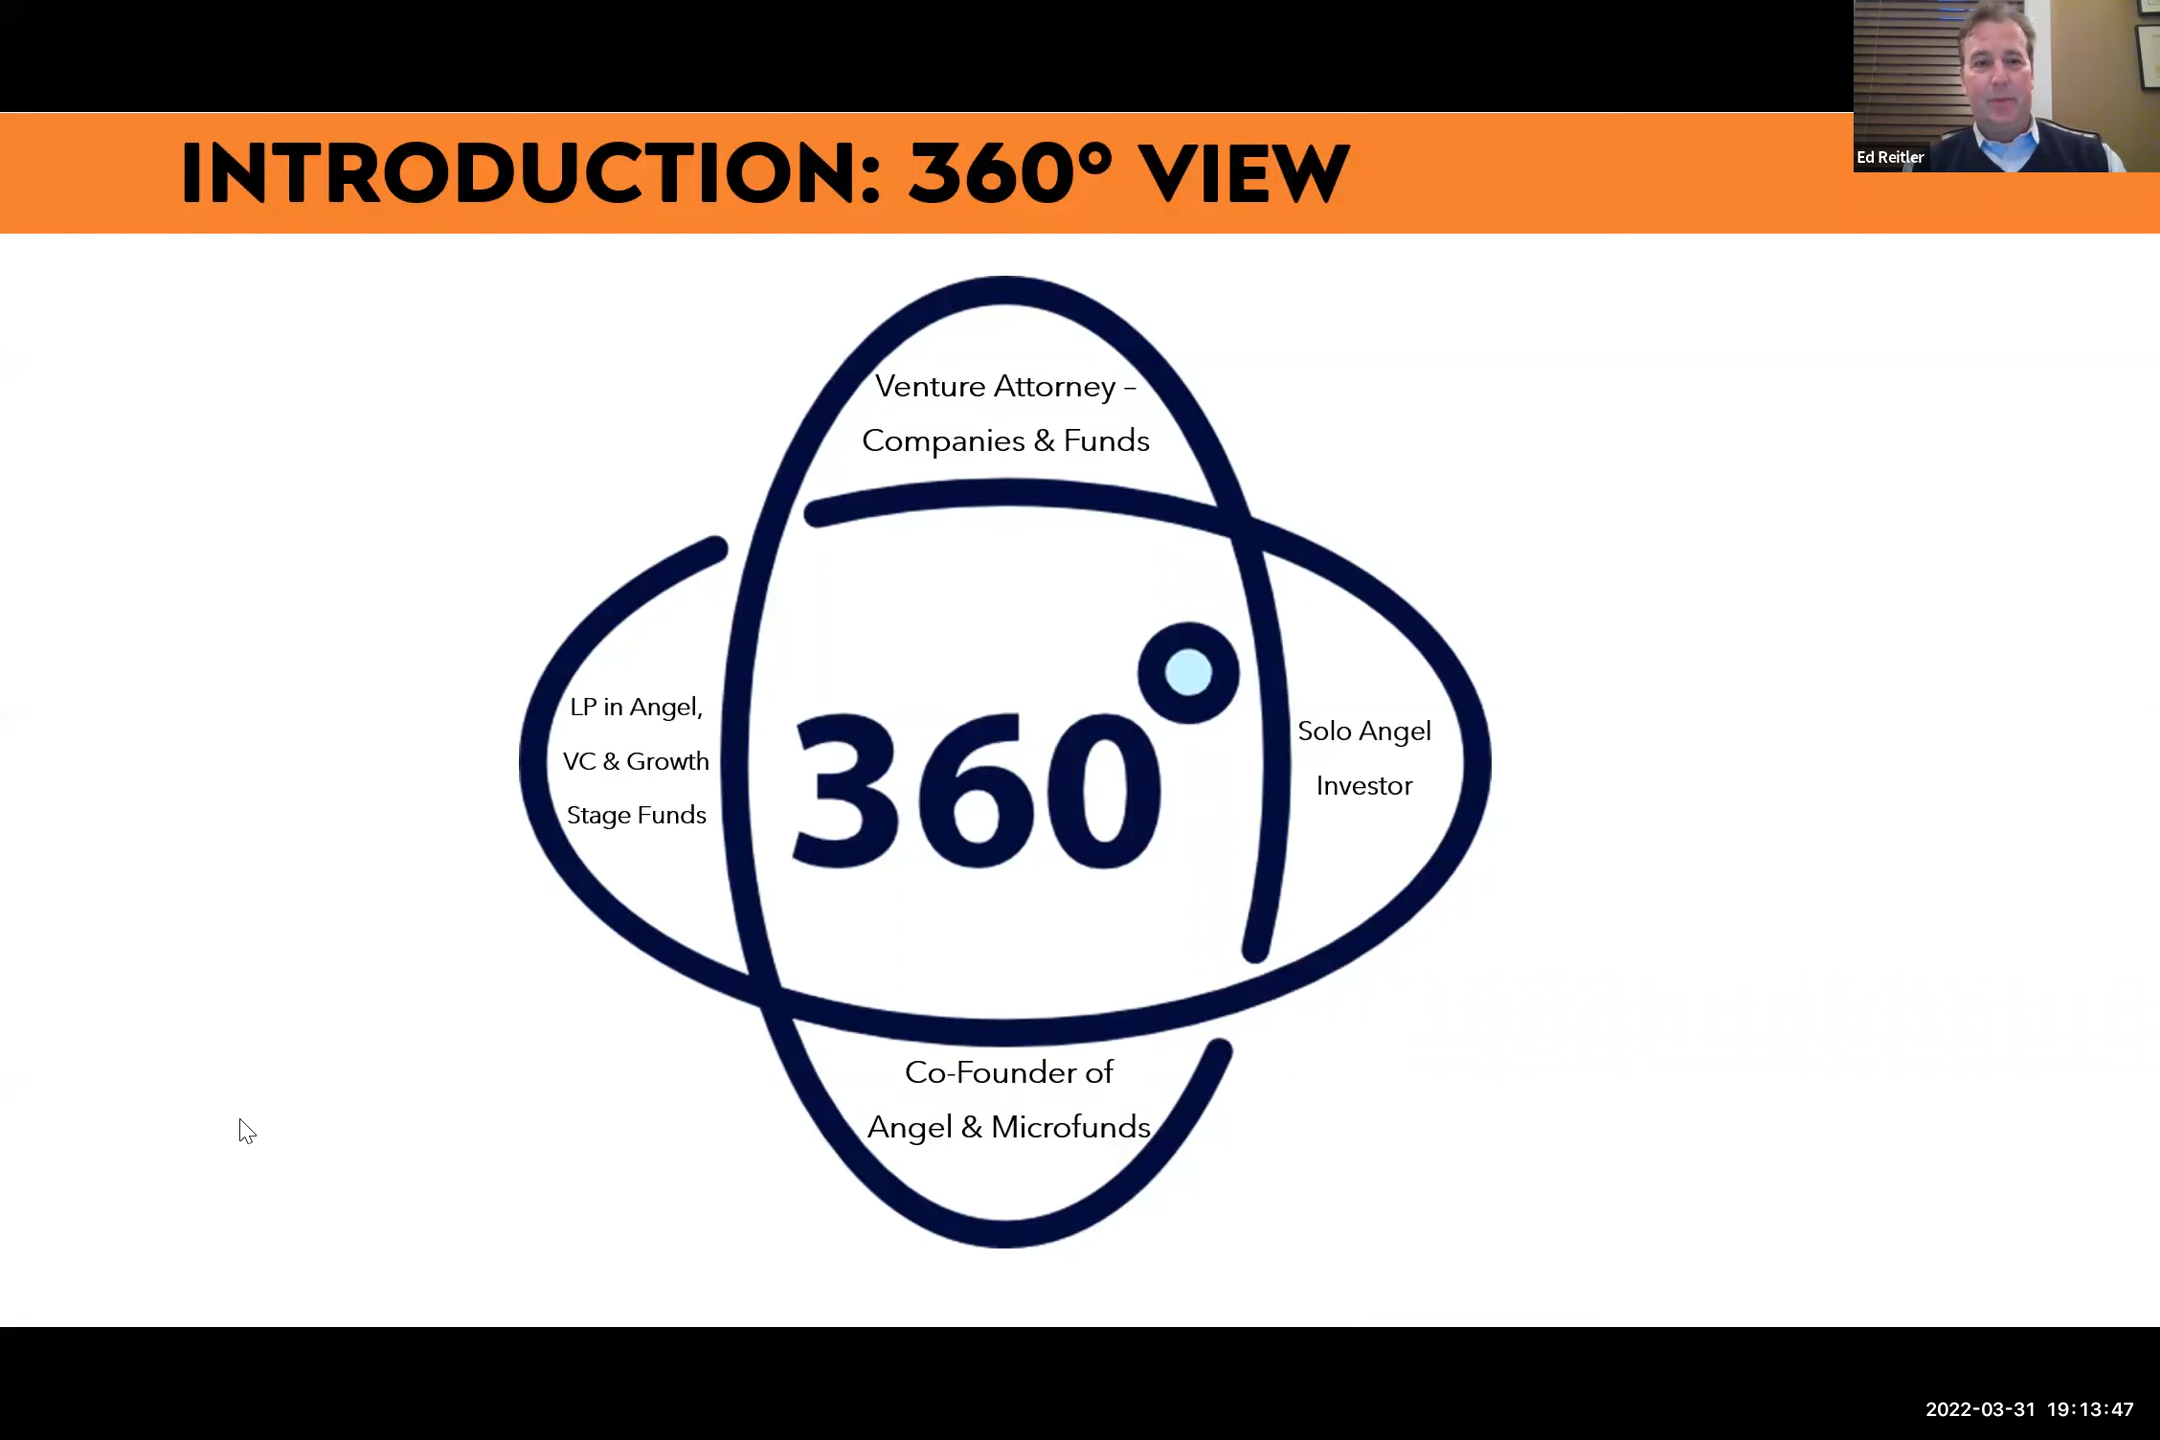 Ed Reitler
INTRODUCTION: 360° VIEW
Venture Attorney –
Companies & Funds
LP in Angel,
VC & Growth
Stage Funds
360°
Solo Angel
Investor
Co-Founder of
Angel & Microfunds
2022-03-31 19:13:47